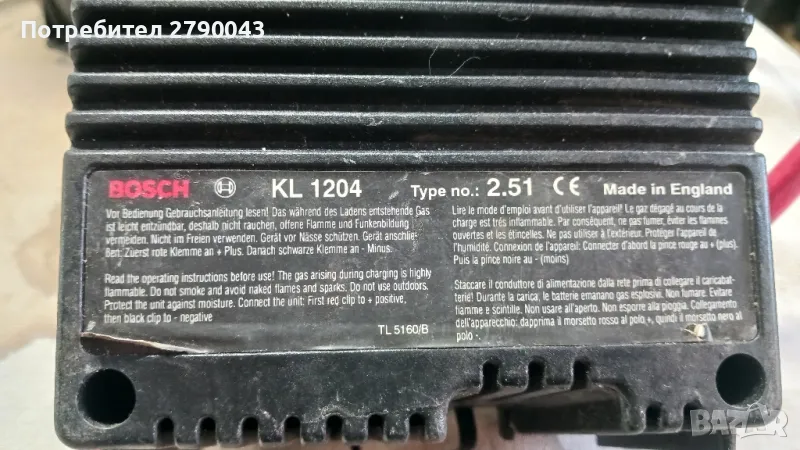 Потребител 2790043
BOSCH KL 1204 Type no.: 2.51 CE Made in England
Vor Bedienung Gebrauchsanleitung lesen! Das während des Ladens entstehende Gas
ist leicht entzündbar, deshalb nicht rauchen, offene Flamme und Funkenbildung
vermeiden. Nicht im Freien verwenden. Gerät vor Nässe schützen. Gerät anschlie-
ßen: Zuerst rote Klemme an + Plus. Danach schwarze Klemme an - Minus.
Read the operating instructions before use! The gas arising during charging is highly
flammable. Do not smoke and avoid naked flames and sparks. Do not use outdoors.
Protect the unit against moisture. Connect the unit: First red clip to + positive,
then black clip to - negative
TL 5160/B
Lire le mode d'emploi avant d'utiliser l'appareil! Le gaz dégagé au cours de la
charge est très inflammable. Par conséquent, ne pas fumer, éviter les flammes
ouvertes et les étincelles. Ne pas utiliser à l'extérieur. Protéger l'appareil de
l'humidité. Connexion de l'appareil: Connecter d'abord la pince rouge au + (plus).
Puis la pince noire au - (moins)
Staccare il conduttore di alimentazione dalla rete prima di collegare il caricabat-
terie! Durante la carica, le batterie emanano gas esplosivi. Non fumare. Evitare
fiamme e scintille. Non usare all'aperto. Non esporre alla pioggia. Collegamento
dell'apparecchio: dapprima il morsetto rosso al polo +, quindi il morsetto nero al
polo -.
BAZAR